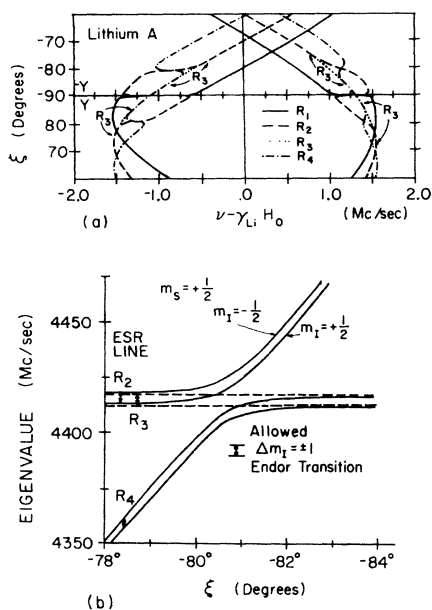 Lithium A
-70
-80
-90
80
70
ξ (Degrees)
Y
Y
R3
R3
R3
R3
R1
R2
R3
R4
-2.0 -1.0 0.0 1.0 2.0
(a) ν-γLi Ho (Mc/sec)
EIGENVALUE (Mc/sec)
4450
4400
4350
mS=+1/2
mI=-1/2
mI=+1/2
ESR
LINE
R2
R3
R4
Allowed
ΔmI=±1
Endor Transition
-78° -80° -82° -84°
ξ (Degrees)
(b)